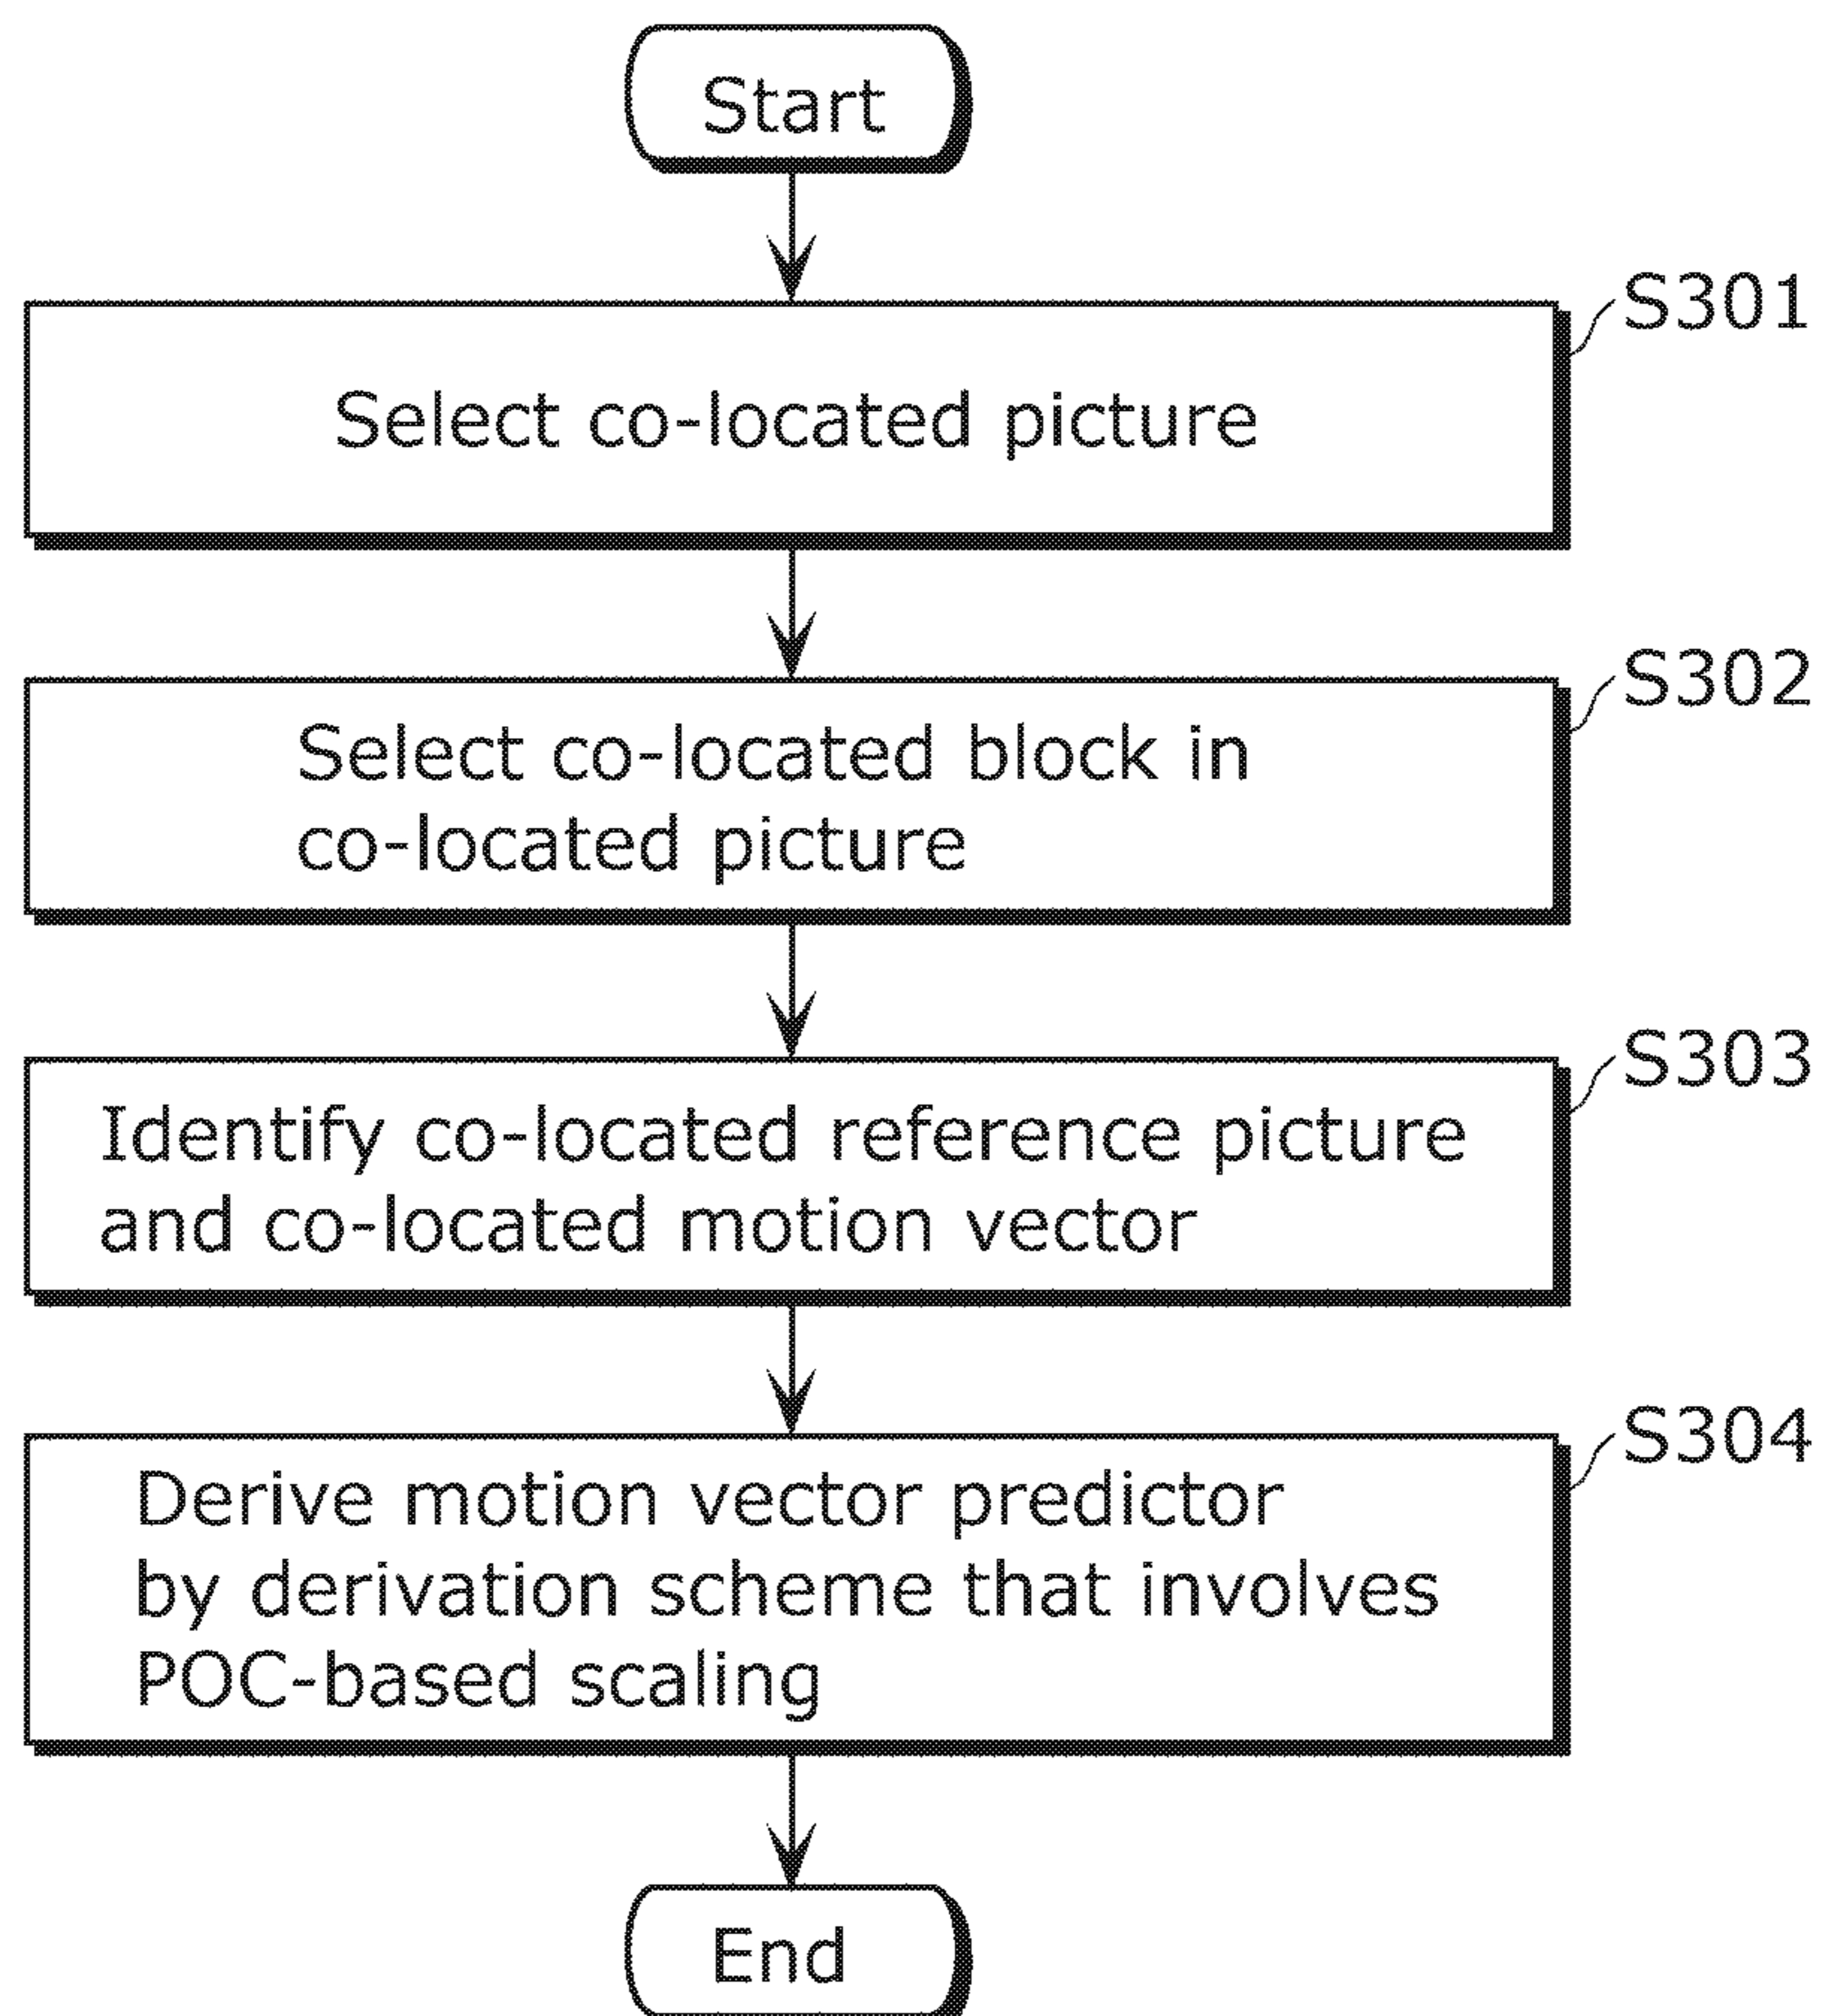 Start
S301
Select co-located picture
S302
Select co-located block in
co-located picture
S303
Identify co-located reference picture
and co-located motion vector
S304
Derive motion vector predictor
by derivation scheme that involves
POC-based scaling
End